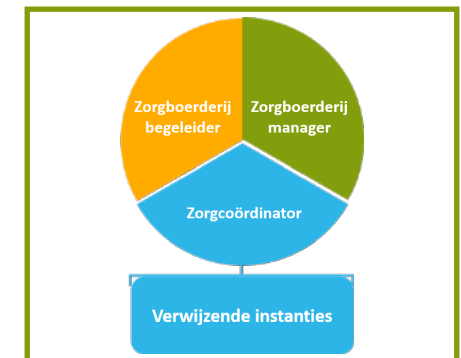 Zorgboerderij
begeleider
Zorgboerderij
manager
Zorgcoördinator
Verwijzende instanties